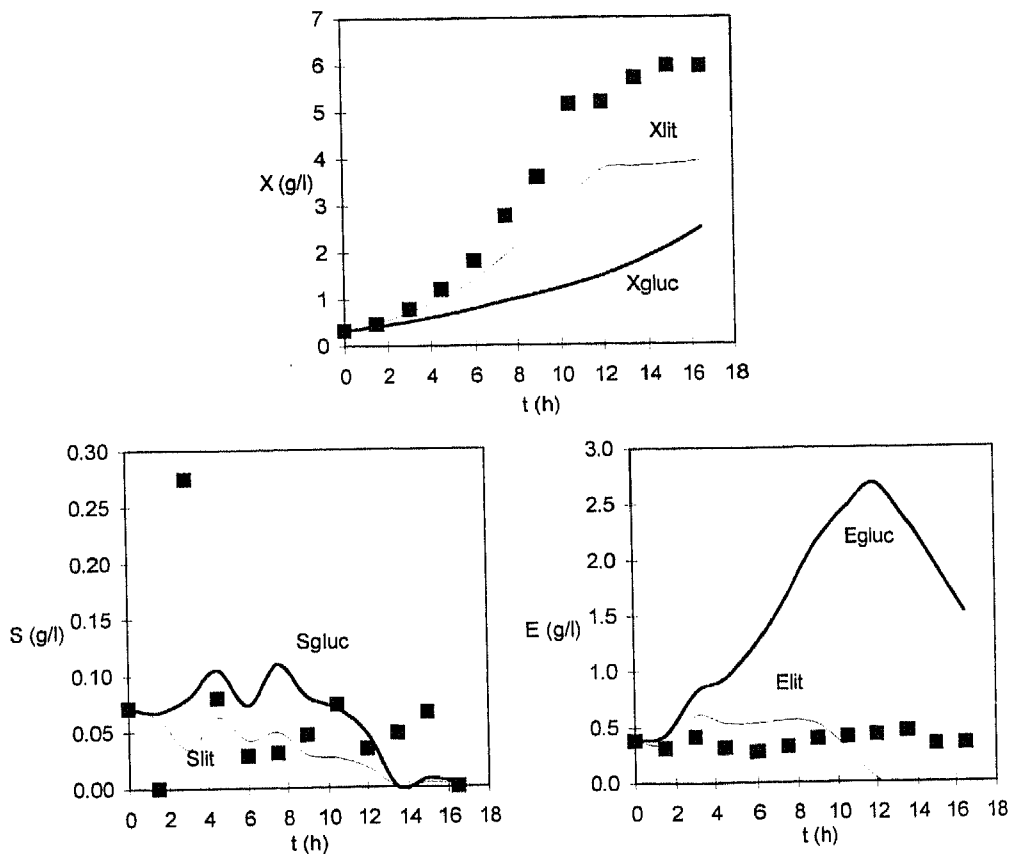 7
6
5
4
X (g/l)
3
2
1
0
Xlit
Xgluc
0 2 4 6 8 10 12 14 16 18
t (h)
0.30
0.25
0.20
0.15
S (g/l)
0.10
0.05
0.00
Sgluc
Slit
0 2 4 6 8 10 12 14 16 18
t (h)
3.0
2.5
2.0
1.5
E (g/l)
1.0
0.5
0.0
Egluc
Elit
0 2 4 6 8 10 12 14 16 18
t (h)